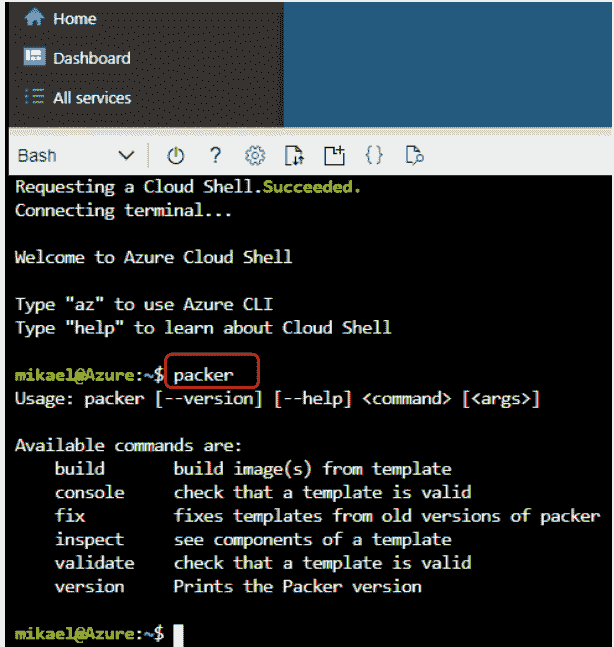 Home
Dashboard
All services
Bash
Requesting a Cloud Shell.Succeeded.
Connecting terminal...
Welcome to Azure Cloud Shell
Type "az" to use Azure CLI
Type "help" to learn about Cloud Shell
mikael@Azure:~$ packer
Usage: packer [--version] [--help] <command> [<args>]
Available commands are:
build build image(s) from template
console check that a template is valid
fix fixes templates from old versions of packer
inspect see components of a template
validate check that a template is valid
version Prints the Packer version
mikael@Azure:~$